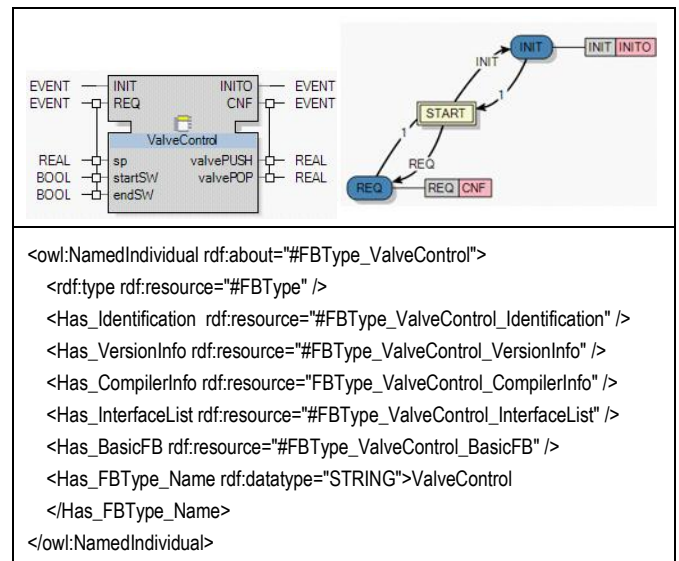 EVENT INIT INITO EVENT
EVENT REQ CNF EVENT
ValveControl
REAL sp valvePUSH REAL
BOOL startSW valvePOP REAL
BOOL endSW
INIT INIT INITO
INIT
1
START
1
REQ
REQ REQ CNF
<owl:NamedIndividual rdf:about="#FBType_ValveControl">
<rdf:type rdf:resource="#FBType" />
<Has_Identification rdf:resource="#FBType_ValveControl_Identification" />
<Has_VersionInfo rdf:resource="#FBType_ValveControl_VersionInfo" />
<Has_CompilerInfo rdf:resource="FBType_ValveControl_CompilerInfo" />
<Has_InterfaceList rdf:resource="#FBType_ValveControl_InterfaceList" />
<Has_BasicFB rdf:resource="#FBType_ValveControl_BasicFB" />
<Has_FBType_Name rdf:datatype="STRING">ValveControl
</Has_FBType_Name>
</owl:NamedIndividual>